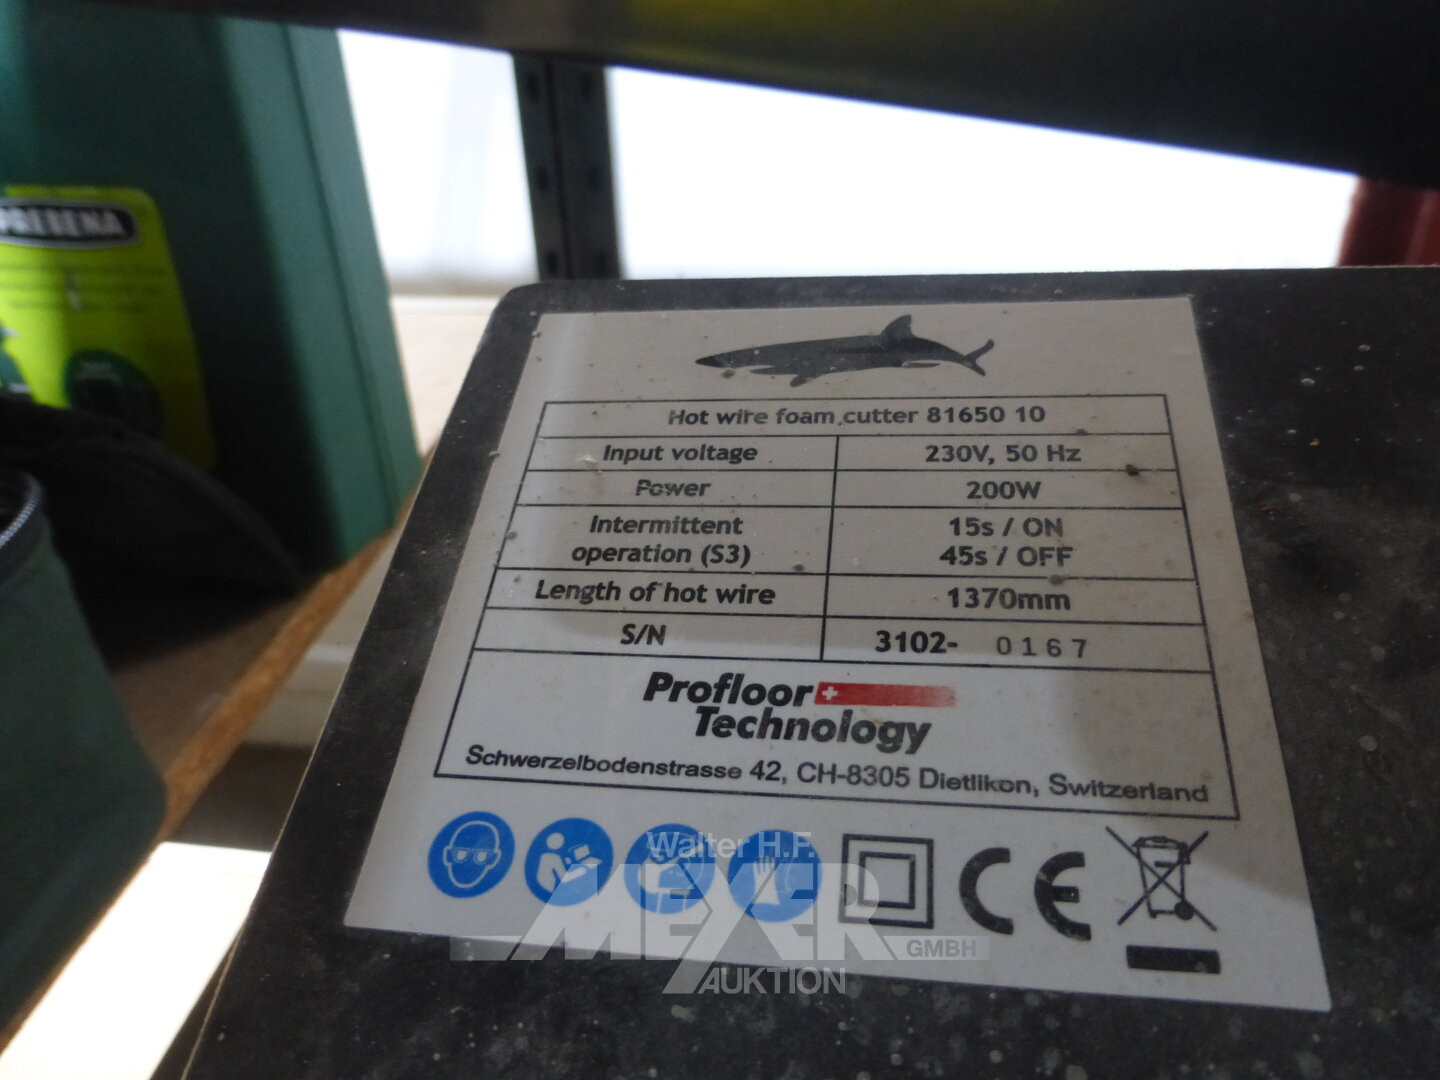 PREBENA
Hot wire foam cutter 81650 10
Input voltage 230V, 50 Hz
Power 200W
Intermittent operation (S3) 15s / ON 45s / OFF
Length of hot wire 1370mm
S/N 3102- 0167
Profloor
Technology
Schwerzelbodenstrasse 42, CH-8305 Dietlikon, Switzerland
CE
Walter H.F.
MEYER GMBH
AUKTION